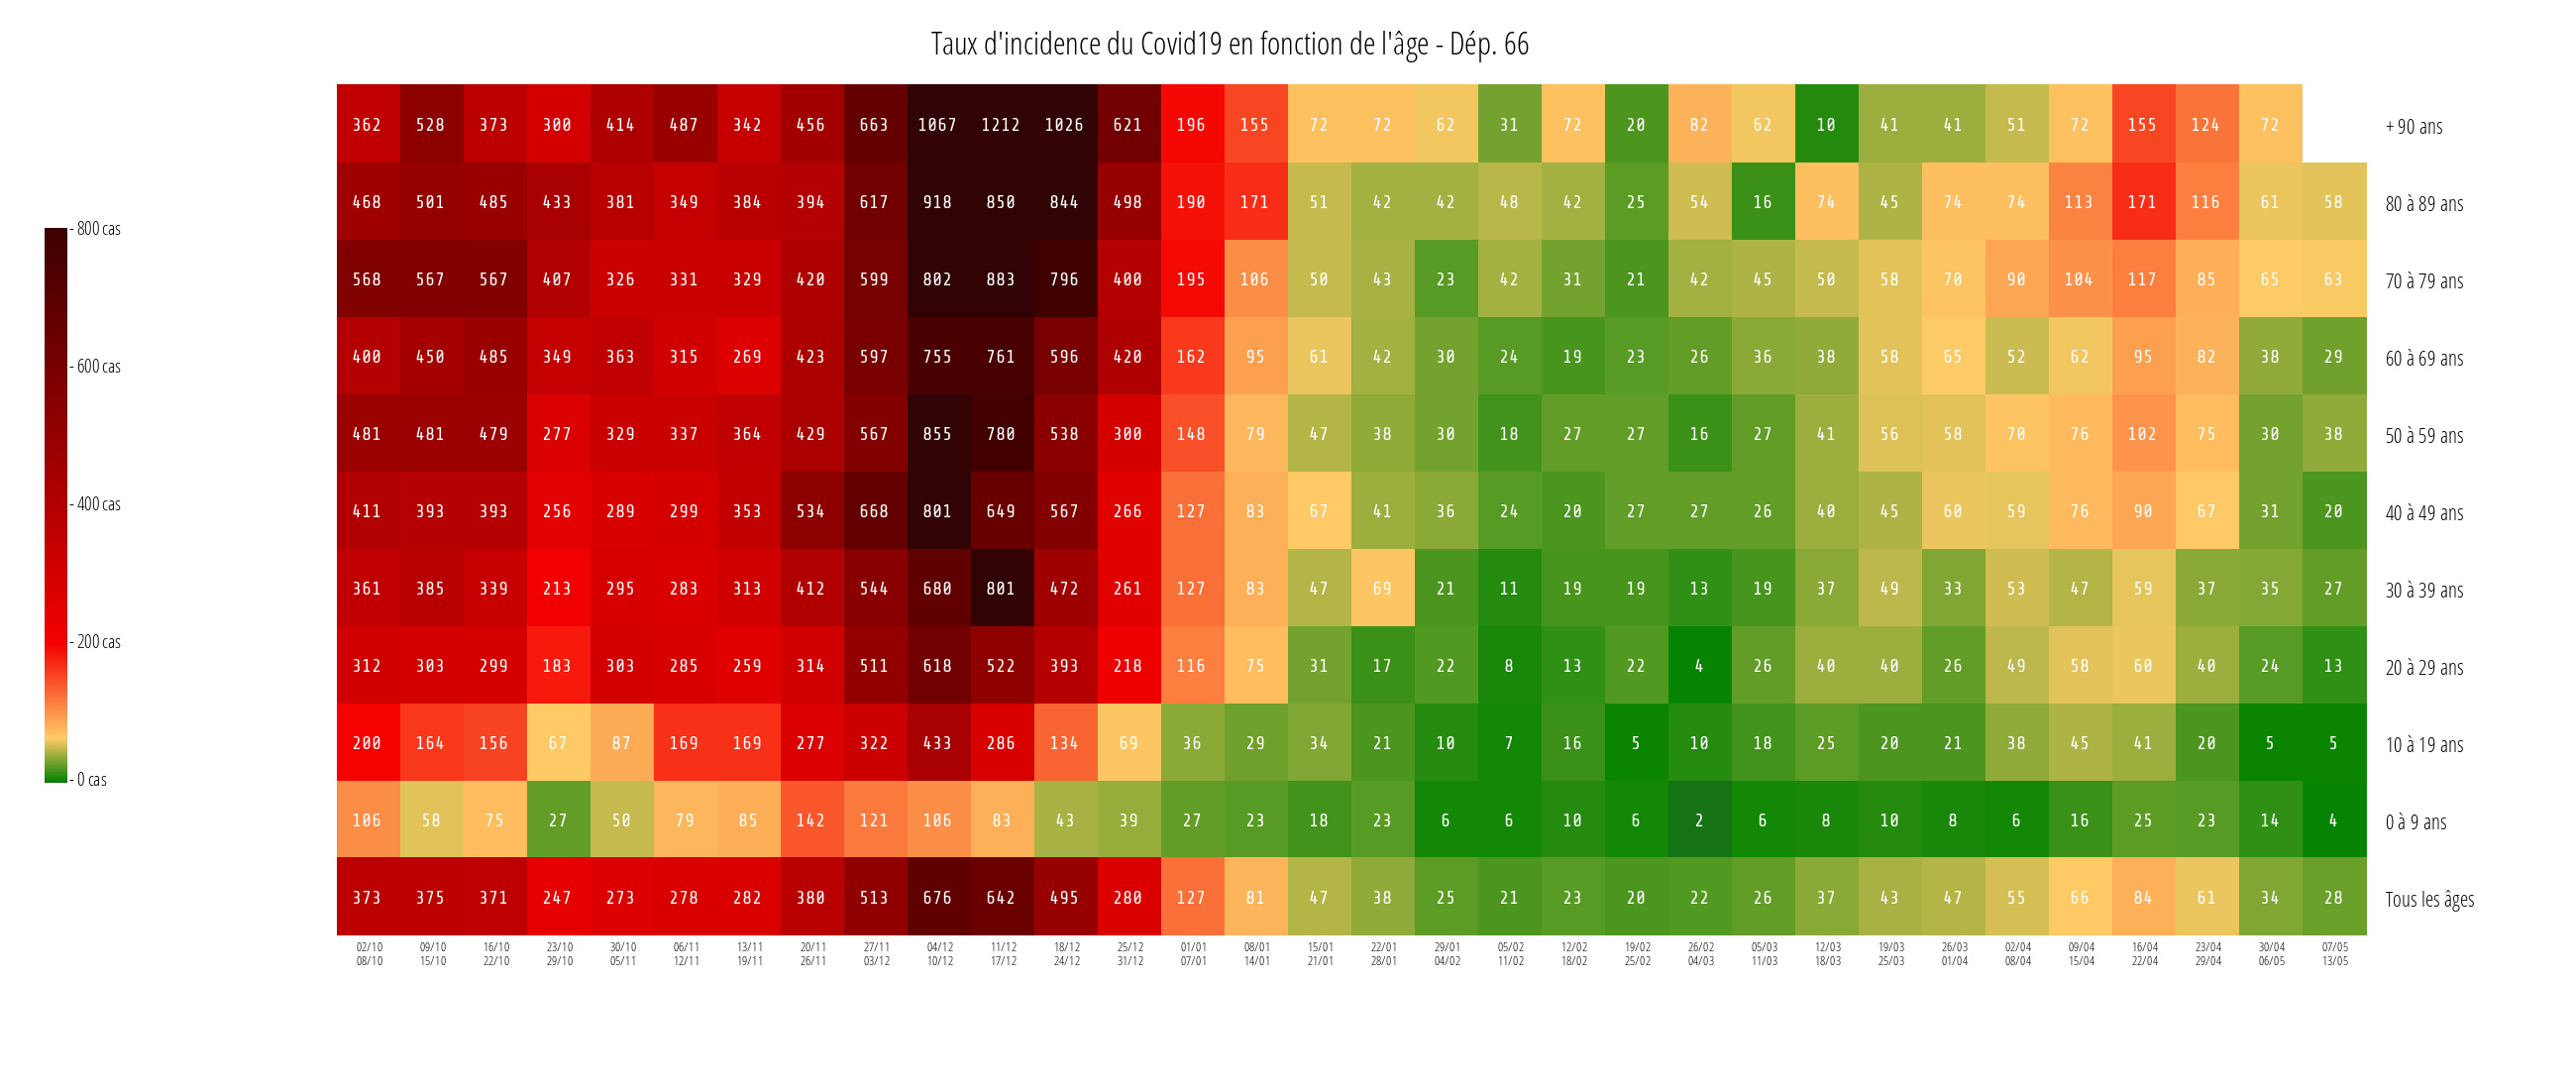 Taux d'incidence du Covid19 en fonction de l'âge - Dép. 66
362 528 373 300 414 487 342 456 663 1067 1212 1026 621 196 155 72 72 62 31 72 20 82 62 10 41 41 51 72 155 124 72 + 90 ans
468 501 485 433 381 349 384 394 617 918 850 844 498 190 171 51 42 42 48 42 25 54 16 74 45 74 74 113 171 116 61 58 80 à 89 ans
568 567 567 407 326 331 329 420 599 802 883 796 400 195 106 50 43 23 42 31 21 42 45 50 58 70 90 104 117 85 65 63 70 à 79 ans
400 450 485 349 363 315 269 423 597 755 761 596 420 162 95 61 42 30 24 19 23 26 36 38 58 65 52 62 95 82 38 29 60 à 69 ans
481 481 479 277 329 337 364 429 567 855 780 538 300 148 79 47 38 30 18 27 27 16 27 41 56 58 70 76 102 75 30 38 50 à 59 ans
411 393 393 256 289 299 353 534 668 801 649 567 266 127 83 67 41 36 24 20 27 27 26 40 45 60 59 76 90 67 31 20 40 à 49 ans
361 385 339 213 295 283 313 412 544 680 801 472 261 127 83 47 69 21 11 19 19 13 19 37 49 33 53 47 59 37 35 27 30 à 39 ans
312 303 299 183 303 285 259 314 511 618 522 393 218 116 75 31 17 22 8 13 22 4 26 40 40 26 49 58 60 40 24 13 20 à 29 ans
200 164 156 67 87 169 169 277 322 433 286 134 69 36 29 34 21 10 7 16 5 10 18 25 20 21 38 45 41 20 5 5 10 à 19 ans
106 58 75 27 50 79 85 142 121 106 83 43 39 27 23 18 23 6 6 10 6 2 6 8 10 8 6 16 25 23 14 4 0 à 9 ans
373 375 371 247 273 278 282 380 513 676 642 495 280 127 81 47 38 25 21 23 20 22 26 37 43 47 55 66 84 61 34 28 Tous les âges
02/10 09/10 16/10 23/10 30/10 06/11 13/11 20/11 27/11 04/12 11/12 18/12 25/12 01/01 08/01 15/01 22/01 29/01 05/02 12/02 19/02 26/02 05/03 12/03 19/03 26/03 02/04 09/04 16/04 23/04 30/04 07/05
08/10 15/10 22/10 29/10 05/11 12/11 19/11 26/11 03/12 10/12 17/12 24/12 31/12 07/01 14/01 21/01 28/01 04/02 11/02 18/02 25/02 04/03 11/03 18/03 25/03 01/04 08/04 15/04 22/04 29/04 06/05 13/05
- 800 cas
- 600 cas
- 400 cas
- 200 cas
- 0 cas